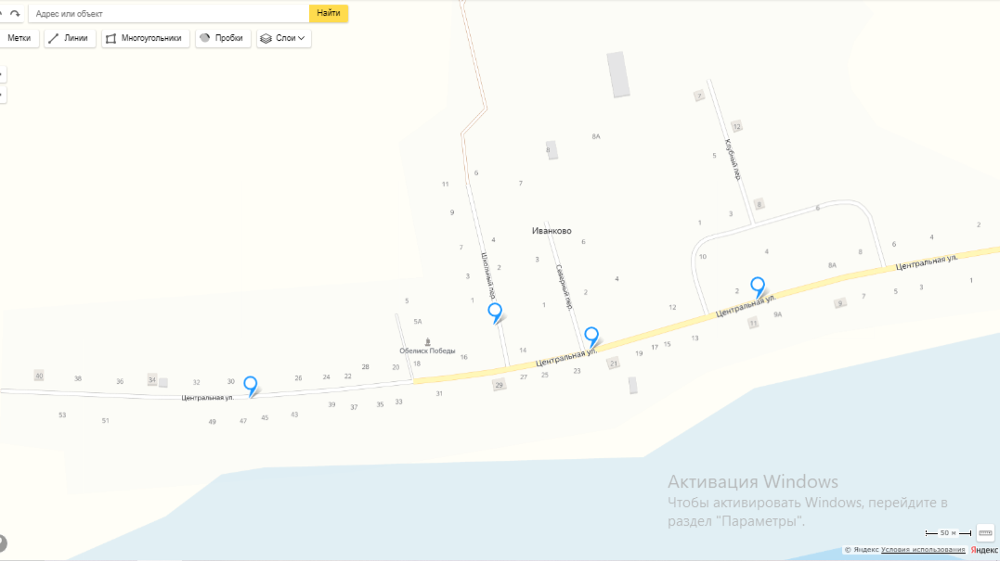 Адрес или объект
Найти
Метки
Линии
Многоугольники
Пробки
Слои
7
12
Клубный пер.
8А
8
5
6
11
7
8
9
3
6
1
2
Иваньково
4
6
4
7
Школьный пер.
2
3
Северный пер.
6
10
4
8
8А
Центральная ул.
3
4
1
5
7
9
1
1
2
2
Центральная ул.
5
5А
12
11
9А
Обелиск Победы
14
Центральная ул.
19
17
15
13
16
18
20
21
23
25
27
29
22
24
26
28
30
32
34
36
38
40
Центральная ул.
31
33
35
37
39
43
45
47
49
51
53
Активация Windows
Чтобы активировать Windows, перейдите в
раздел "Параметры".
50 м
© Яндекс Условия использования Яндекс